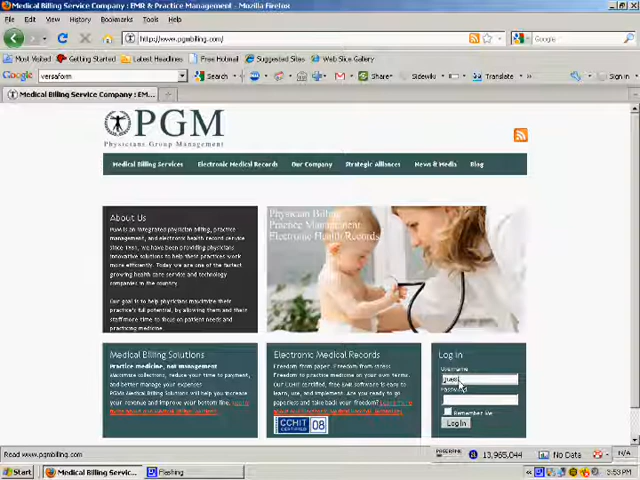 Medical Billing Service Company : EMR & Practice Management - Mozilla Firefox
File Edit View History Bookmarks Tools Help
http://www.pgmbilling.com/
Google
Most Visited Getting Started Latest Headlines Free Hotmail Suggested Sites Web Slice Gallery
Google versaform Search Share Sidewiki Translate Sign in
Medical Billing Service Company : EM...
PGM
Physicians Group Management
Medical Billing Services Electronic Medical Records Our Company Strategic Alliances News & Media Blog
Physician Billing
Practice Management
Electronic Health Records
About Us
PGM is an integrated physician billing, practice
management, and electronic health record service
we have been providing physicians
innovative solutions to help these practices work
more efficiently. Today we are one of the fastest
growing health care service and technology
companies in the country.
Our goal is to help physicians maximize their
practice's full potential, by allowing them and their
staff more time to focus on patient needs and
practicing medicine.
Medical Billing Solutions
Practice medicine, not management
collections, reduce your time to payment,
and better manage your expenses
PGMs Medical Billing Solutions will help you increase
your revenue and improve your bottom line.
Electronic Medical Records
Freedom from paper. Freedom from stress.
Freedom to practice medicine on your own terms.
Our CCHIT certified, free EMR software is easy to
learn, use, and implement. Are you ready to go
paperless and take back your freedom?
CCHIT
CERTIFIED 08
Log In
Username
guest
Password
Remember Me
Log In
Read www.pgmbilling.com
13,965,044 No Data N/A
Start Medical Billing Servic... Flashing 3:53 PM